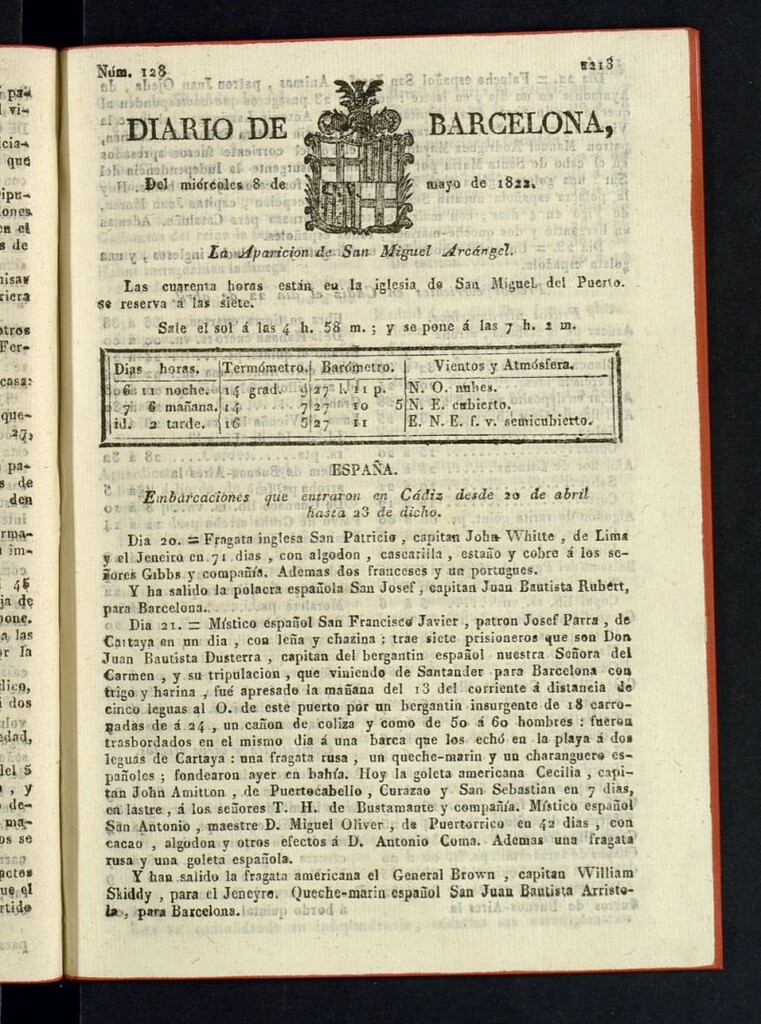 Núm. 128
1213
DIARIO DE BARCELONA,
Del miércoles 8 de mayo de 1822.
La Aparicion de San Miguel Arcángel.
Las cuarenta horas están en la iglesia de San Miguel del Puerto.
se reserva á las siete.
Sale el sol á las 4 h. 58 m. ; y se pone á las 7 h. 2 m.
Dias horas. Termómetro. Barómetro. Vientos y Atmósfera.
6 11 noche. 14 grad. 9 27 l. 11 p. N. O. nubes.
7 6 mañana. 14 7 27 10 5 N. E. cubierto.
id. 2 tarde. 16 5 27 11 E. N. E. f. v. semicubierto.
ESPAÑA.
Embarcaciones que entraron en Cádiz desde 20 de abril
hasta 23 de dicho.
Dia 20. = Fragata inglesa San Patricio, capitan John Whitte, de Lima
y el Jeneiro en 71 dias, con algodon, cascarilla, estaño y cobre á los se-
ñores Gibbs y compañía. Ademas dos franceses y un portugues.
Y ha salido la polacra española San Josef, capitan Juan Bautista Rubert,
para Barcelona.
Dia 21. = Místico español San Francisco Javier, patron Josef Parra, de
Cartaya en un dia, con leña y chazina : trae siete prisioneros que son Don
Juan Bautista Dusterra, capitan del bergantin español nuestra Señora del
Carmen, y su tripulacion, que viniendo de Santander para Barcelona con
trigo y harina, fué apresado la mañana del 13 del corriente á distancia de
cinco leguas al O. de este puerto por un bergantin insurgente de 18 carro-
nadas de á 24, un cañon de coliza y como de 50 á 60 hombres : fueron
trasbordados en el mismo dia á una barca que los echó en la playa á dos
leguas de Cartaya : una fragata rusa, un queche-marin y un charanguero es-
pañoles ; fondearon ayer en bahía. Hoy la goleta americana Cecilia, capi-
tan John Amitton, de Puertocabello, Curazao y San Sebastian en 7 dias,
en lastre, á los señores T. H. de Bustamante y compañía. Místico español
San Antonio, maestre D. Miguel Oliver, de Puertorrico en 42 dias, con
cacao, algodon y otros efectos á D. Antonio Coma. Ademas una fragata
rusa y una goleta española.
Y han salido la fragata americana el General Brown, capitan William
Skiddy, para el Jeneyro. Queche-marin español San Juan Bautista Arristo-
la, para Barcelona.